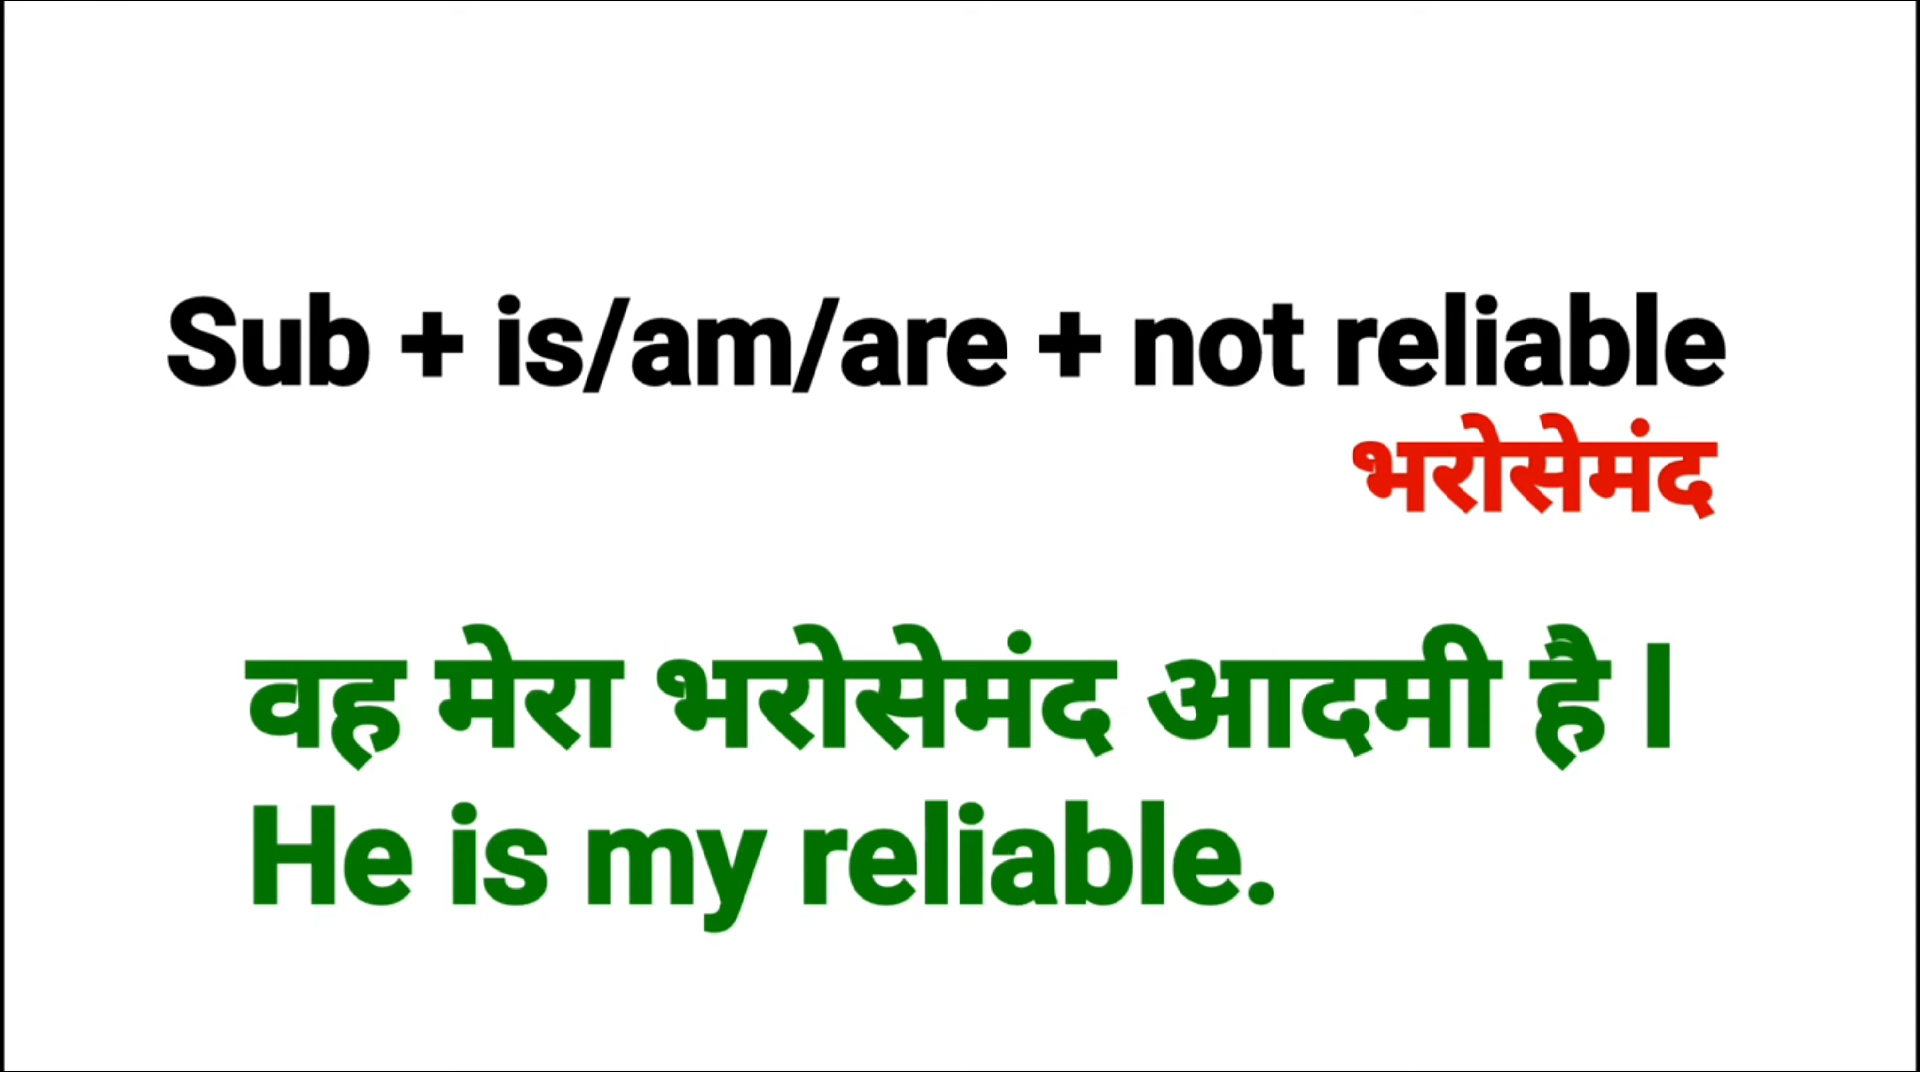 Sub + is/am/are + not reliable
भरोसेमंद
वह मेरा भरोसेमंद आदमी है।
He is my reliable.